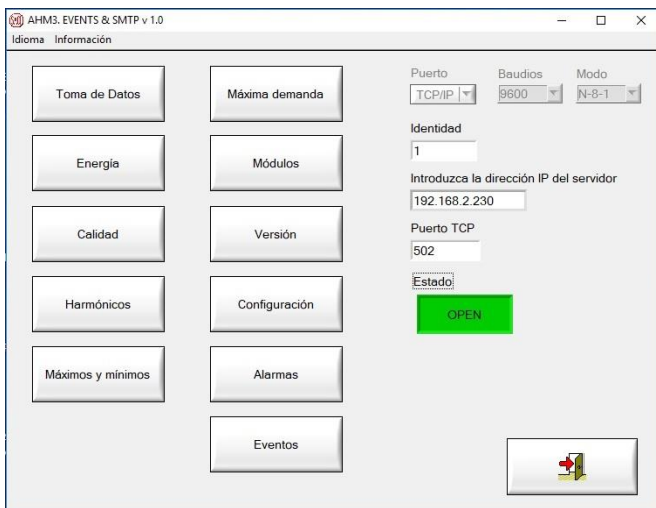 AHM3. EVENTS & SMTP v 1.0
Idioma Información
Toma de Datos
Máxima demanda
Energía
Módulos
Calidad
Versión
Harmónicos
Configuración
Máximos y mínimos
Alarmas
Eventos
Puerto Baudios Modo
TCP/IP 9600 N-8-1
Identidad
1
Introduzca la dirección IP del servidor
192.168.2.230
Puerto TCP
502
Estado
OPEN